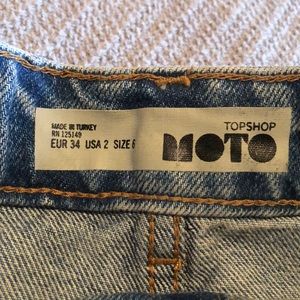 MADE IN TURKEY
RN 125149
EUR 34 USA 2 SIZE 6
TOPSHOP
MOTO